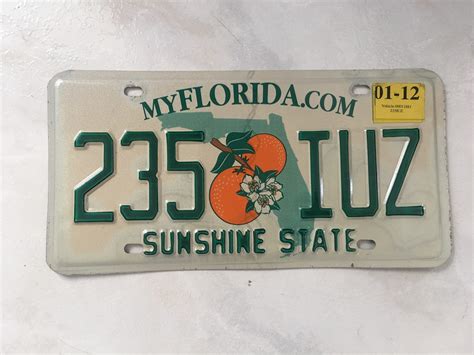 01-12
MYFLORIDA.COM
235 IUZ
SUNSHINE STATE